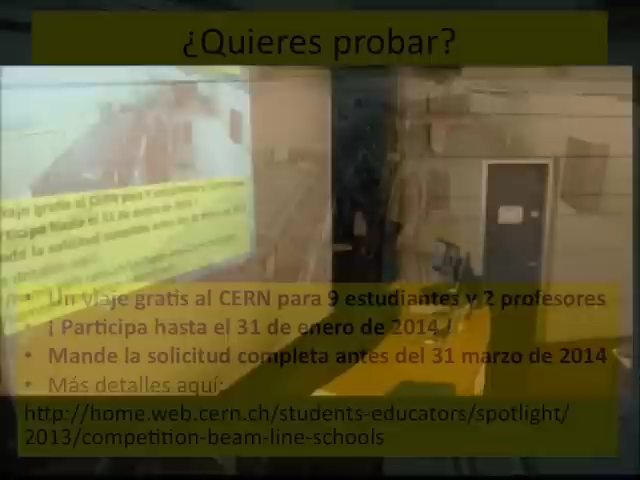 ¿Quieres probar?
• Un viaje gratis al CERN para 9 estudiantes y 2 profesores
¡ Participa hasta el 31 de enero de 2014 !
• Mande la solicitud completa antes del 31 marzo de 2014
• Más detalles aquí:
http://home.web.cern.ch/students-educators/spotlight/
2013/competition-beam-line-schools